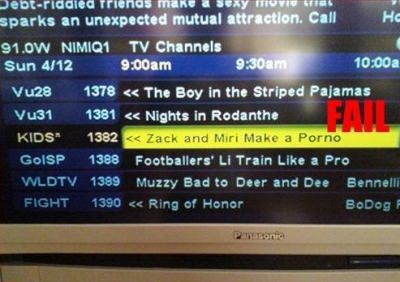 Debt-riddled friends make a sexy movie that
sparks an unexpected mutual attraction. Call Ho
91.0W NIMIQ1 TV Channels
Sun 4/12 9:00am 9:30am 10:00a
Vu28 1378 << The Boy in the Striped Pajamas
Vu31 1381 << Nights in Rodanthe
FAIL
KIDS* 1382 << Zack and Miri Make a Porno
GolSP 1388 Footballers' Li Train Like a Pro
WLDTV 1389 Muzzy Bad to Deer and Dee Bennelli
FIGHT 1390 << Ring of Honor BoDog F
Panasonic